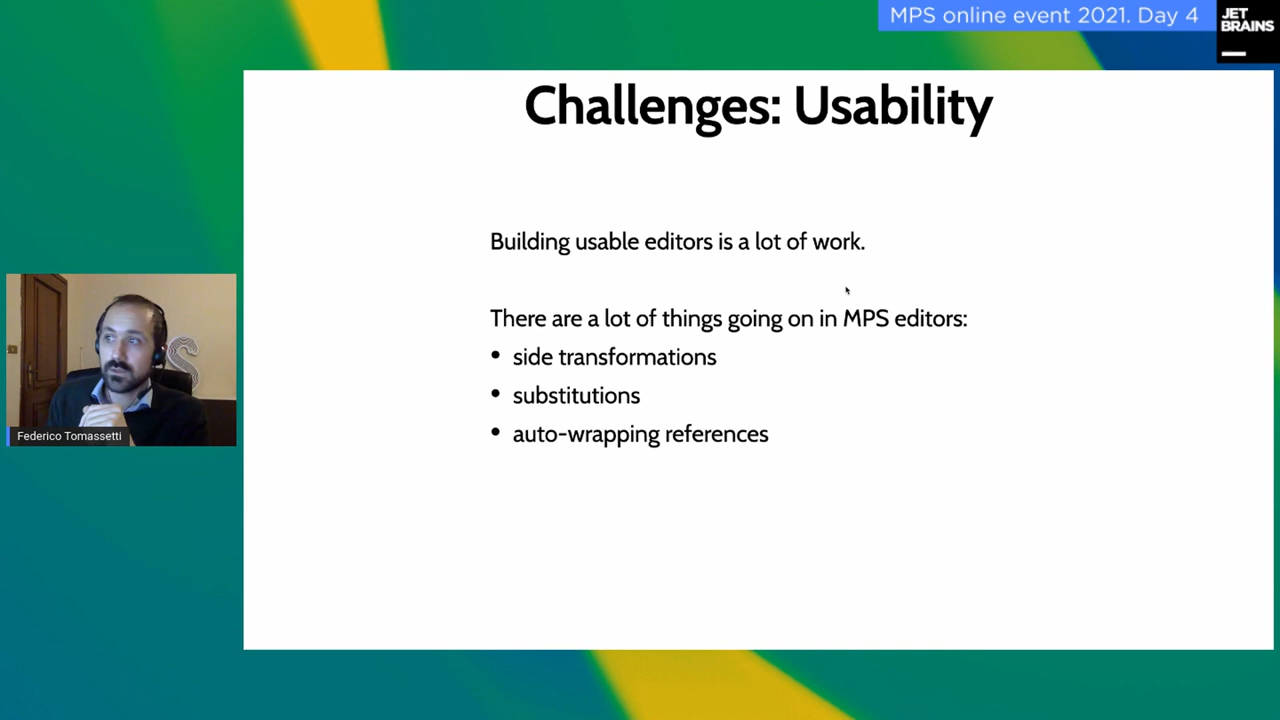 MPS online event 2021. Day 4
JET
BRAINS
Challenges: Usability
Building usable editors is a lot of work.
There are a lot of things going on in MPS editors:
• side transformations
• substitutions
• auto-wrapping references
S
Federico Tomassetti